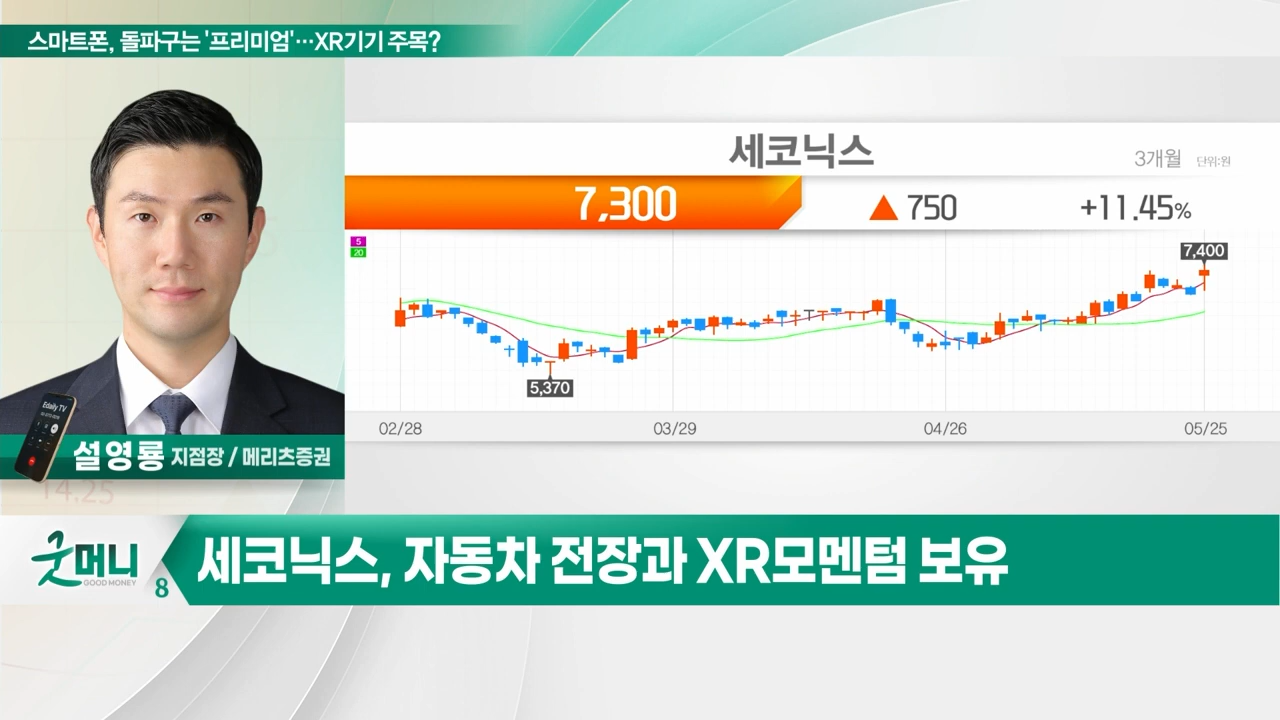 스마트폰, 돌파구는 '프리미엄'…XR기기 주목?
세코닉스
3개월 단위:원
7,300 ▲ 750 +11.45%
5
20
7,400
5,370
02/28 03/29 04/26 05/25
Edaily TV
설영룡 지점장 / 메리츠증권
14.25
굿머니
GOOD MONEY
8
세코닉스, 자동차 전장과 XR모멘텀 보유